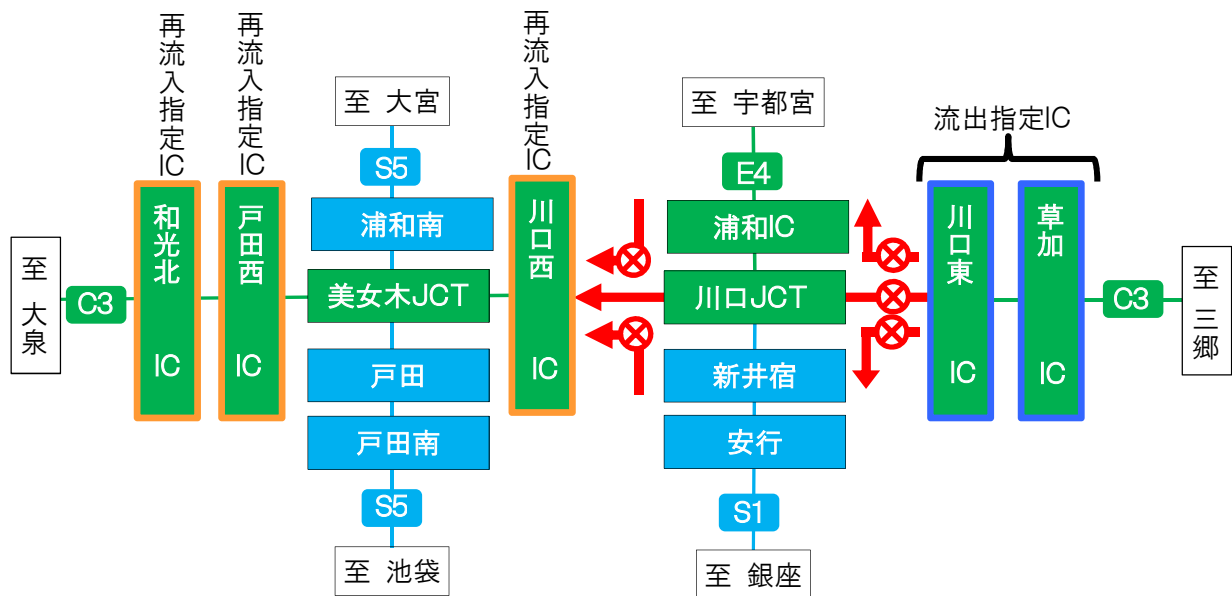 再流入指定IC
再流入指定IC
再流入指定IC
至 大宮
至 宇都宮
流出指定IC
S5
E4
和光北 IC
戸田西 IC
川口西 IC
川口東 IC
草加 IC
浦和南
浦和IC
至 大泉
C3
美女木JCT
川口JCT
C3
至 三郷
戸田
新井宿
戸田南
安行
S5
S1
至 池袋
至 銀座